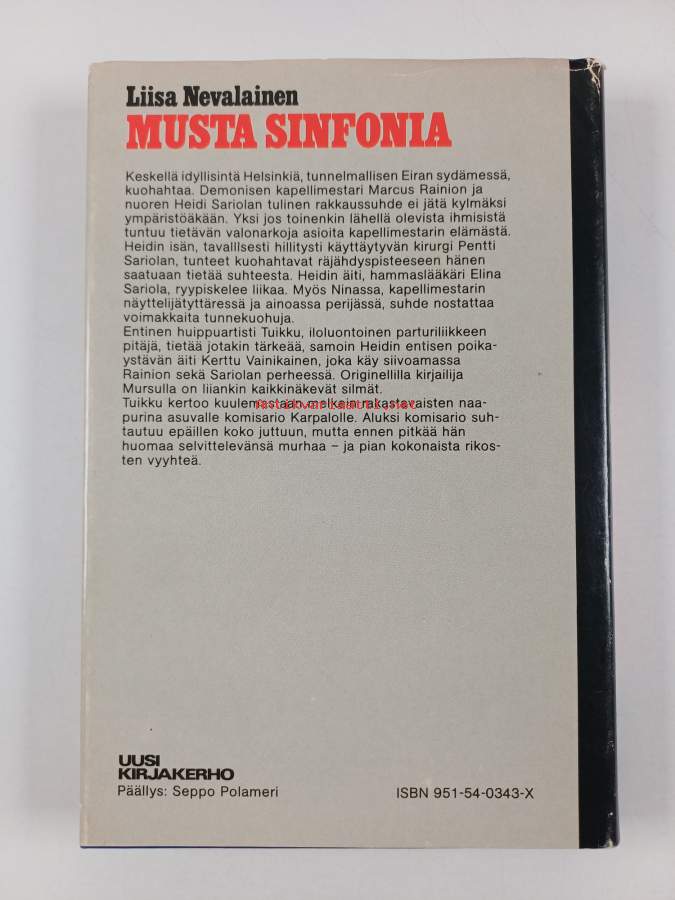 Liisa Nevalainen
MUSTA SINFONIA
Keskellä idyllisintä Helsinkiä, tunnelmallisen Eiran sydämessä,
kuohahtaa. Demonisen kapellimestari Marcus Rainion ja
nuoren Heidi Sariolan tulinen rakkaussuhde ei jätä kylmäksi
ympäristöäkään. Yksi jos toinenkin lähellä olevista ihmisistä
tuntuu tietävän valonarkoja asioita kapellimestarin elämästä.
Heidin isän, tavalllsesti hillitysti käyttäytyvän kirurgi Pentti
Sariolan, tunteet kuohahtavat räjähdyspisteeseen hänen
saatuaan tietää suhteesta. Heidin äiti, hammaslääkäri Elina
Sariola, ryypiskelee liikaa. Myös Ninassa, kapellimestarin
näyttelijätyttäressä ja ainoassa perijässä, suhde nostattaa
voimakkaita tunnekuohuja.
Entinen huippuartisti Tuikku, iloluontoinen parturiliikkeen
pitäjä, tietää jotakin tärkeää, samoin Heidin entisen poika-
ystävän äiti Kerttu Vainikainen, joka käy siivoamassa
Rainion sekä Sariolan perheessä. Originellilla kirjailija
Mursulla on liiankin kaikkinäkevät silmät.
Tuikku kertoo kuulemastaan melkein rakastavaisten naa-
purina asuvalle komisario Karpalolle. Aluksi komisario suh-
tautuu epäillen koko juttuun, mutta ennen pitkää hän
huomaa selvittelevänsä murhaa – ja pian kokonaista rikos-
ten vyyhteä.
Antikvariaatti.net
UUSI
KIRJAKERHO
Päällys: Seppo Polameri
ISBN 951-54-0343-X